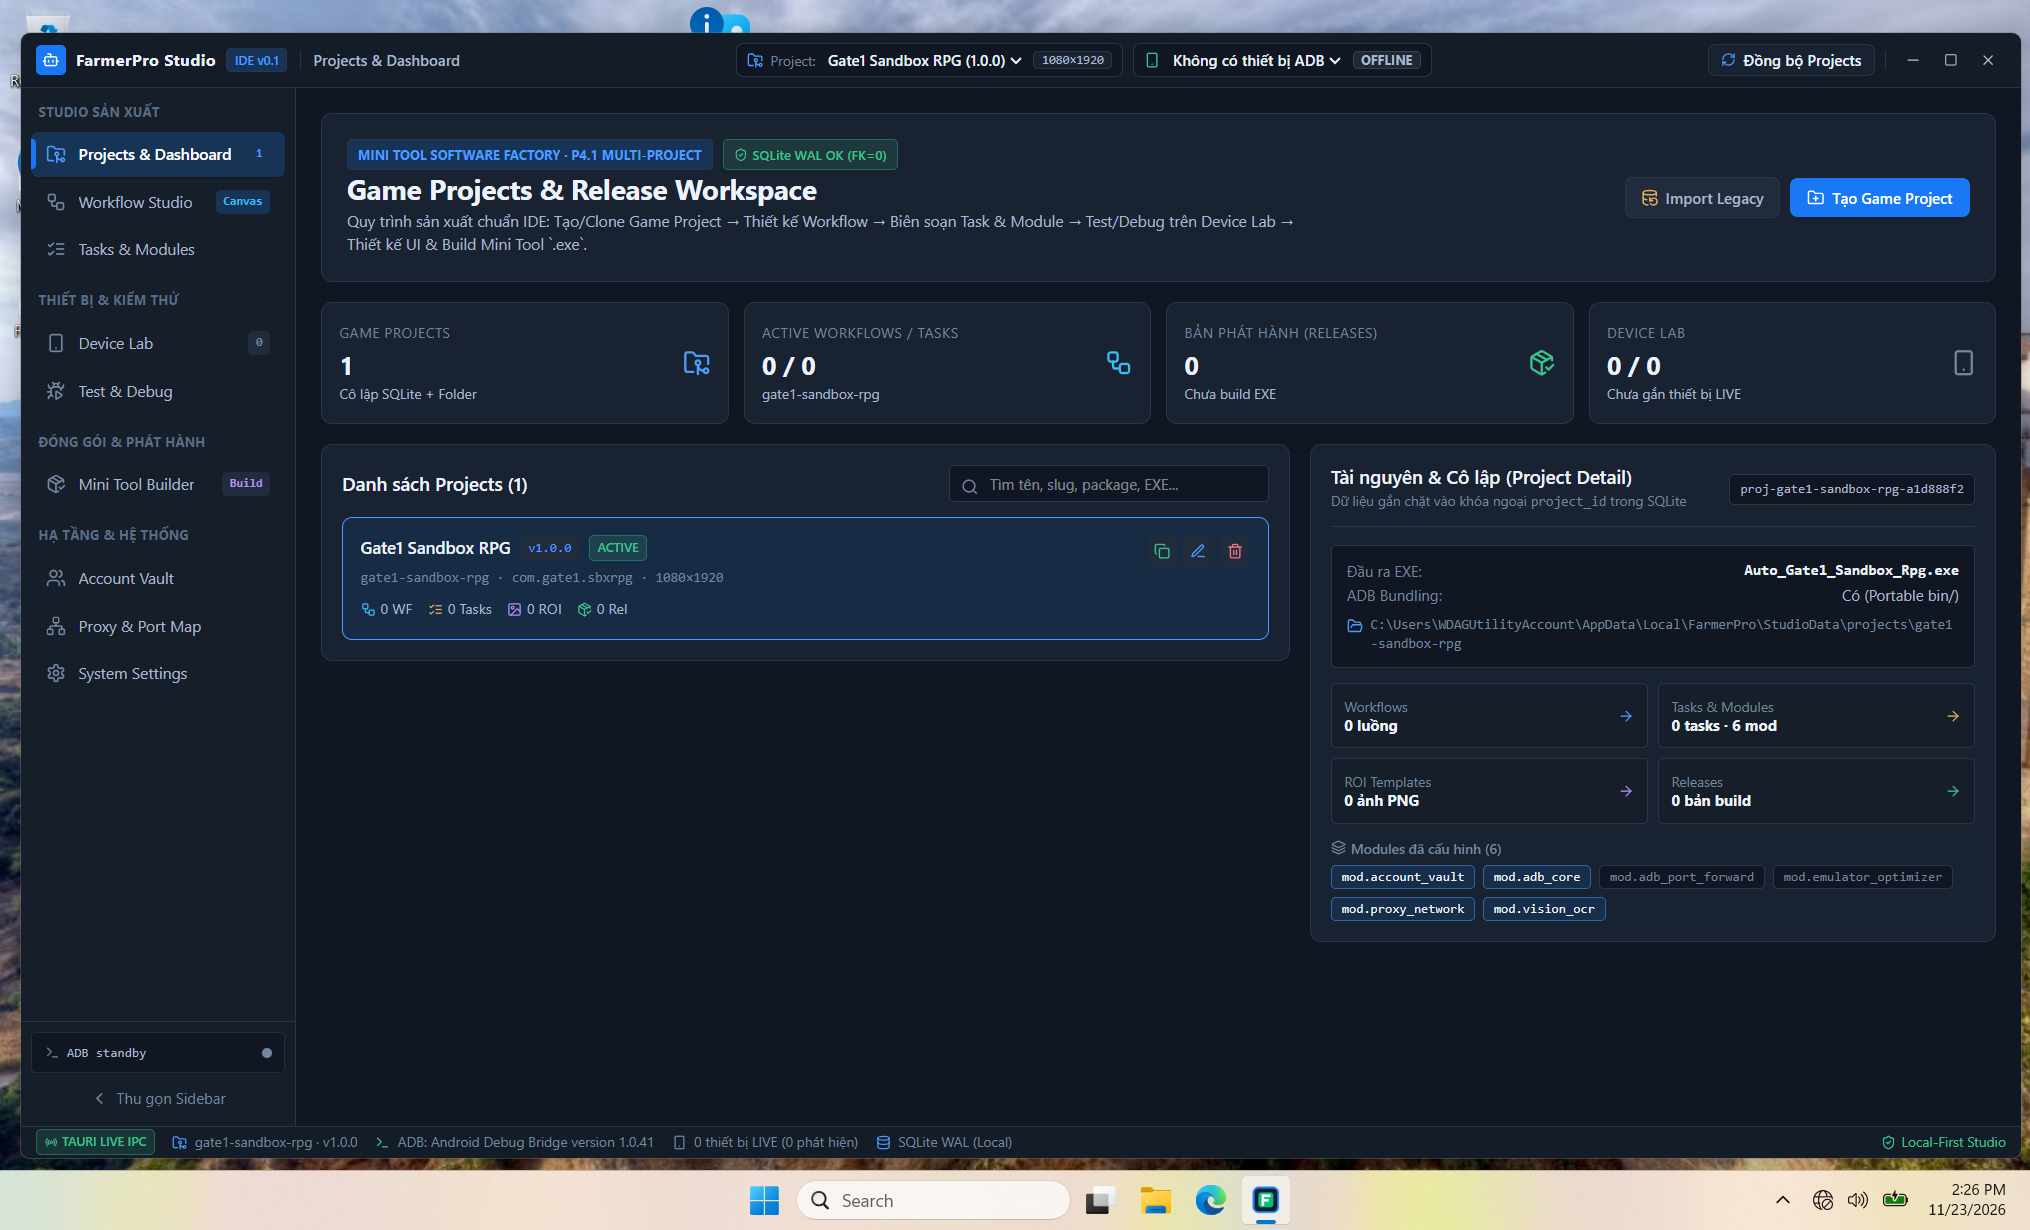 FarmerPro Studio
IDE v0.1
Projects & Dashboard
Project: Gate1 Sandbox RPG (1.0.0)
1080×1920
Không có thiết bị ADB
OFFLINE
Đồng bộ Projects
STUDIO SẢN XUẤT
Projects & Dashboard
1
Workflow Studio
Canvas
Tasks & Modules
THIẾT BỊ & KIỂM THỬ
Device Lab
0
Test & Debug
ĐÓNG GÓI & PHÁT HÀNH
Mini Tool Builder
Build
HẠ TẦNG & HỆ THỐNG
Account Vault
Proxy & Port Map
System Settings
>_ ADB standby
Thu gọn Sidebar
MINI TOOL SOFTWARE FACTORY · P4.1 MULTI-PROJECT
SQLite WAL OK (FK=0)
Game Projects & Release Workspace
Quy trình sản xuất chuẩn IDE: Tạo/Clone Game Project → Thiết kế Workflow → Biên soạn Task & Module → Test/Debug trên Device Lab →
Thiết kế UI & Build Mini Tool `.exe`.
Import Legacy
Tạo Game Project
GAME PROJECTS
1
Cô lập SQLite + Folder
ACTIVE WORKFLOWS / TASKS
0 / 0
gate1-sandbox-rpg
BẢN PHÁT HÀNH (RELEASES)
0
Chưa build EXE
DEVICE LAB
0 / 0
Chưa gắn thiết bị LIVE
Danh sách Projects (1)
Tìm tên, slug, package, EXE...
Gate1 Sandbox RPG
v1.0.0
ACTIVE
gate1-sandbox-rpg · com.gate1.sbxrpg · 1080×1920
0 WF
0 Tasks
0 ROI
0 Rel
Tài nguyên & Cô lập (Project Detail)
Dữ liệu gắn chặt vào khóa ngoại project_id trong SQLite
proj-gate1-sandbox-rpg-a1d888f2
Đầu ra EXE:
Auto_Gate1_Sandbox_Rpg.exe
ADB Bundling:
Có (Portable bin/)
C:\Users\WDAGUtilityAccount\AppData\Local\FarmerPro\StudioData\projects\gate1
-sandbox-rpg
Workflows
0 luồng
Tasks & Modules
0 tasks · 6 mod
ROI Templates
0 ảnh PNG
Releases
0 bản build
Modules đã cấu hình (6)
mod.account_vault
mod.adb_core
mod.adb_port_forward
mod.emulator_optimizer
mod.proxy_network
mod.vision_ocr
TAURI LIVE IPC
gate1-sandbox-rpg · v1.0.0
ADB: Android Debug Bridge version 1.0.41
0 thiết bị LIVE (0 phát hiện)
SQLite WAL (Local)
Local-First Studio
Search
2:26 PM
11/23/2026